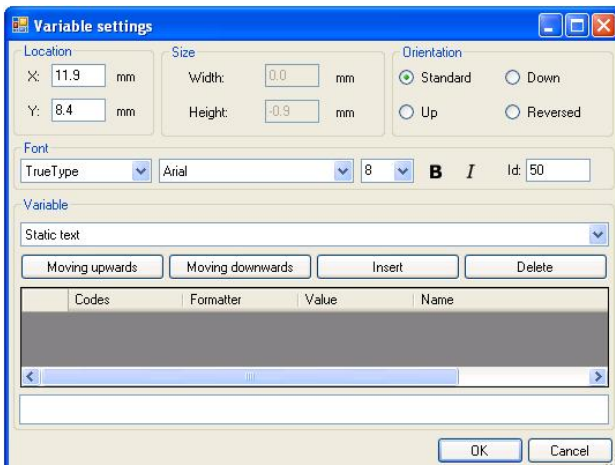 Variable settings
Location Size Orientation
X: 11.9 mm Width: 0.0 mm Standard Down
Y: 8.4 mm Height: -0.9 mm Up Reversed
Font
TrueType Arial 8 B I Id: 50
Variable
Static text
Moving upwards Moving downwards Insert Delete
Codes Formatter Value Name
OK Cancel